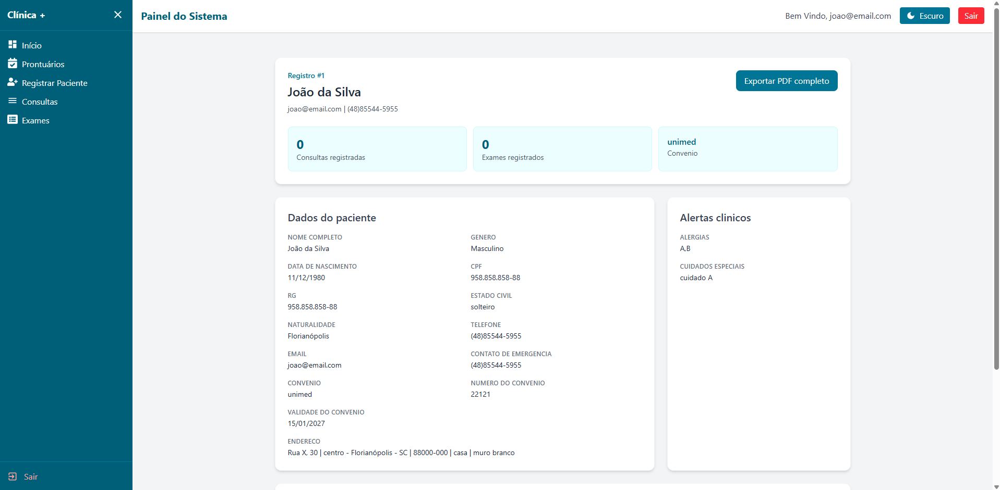 Clínica +
Início
Prontuários
Registrar Paciente
Consultas
Exames
Sair
Painel do Sistema
Bem Vindo, joao@email.com
Escuro
Sair
Registro #1
João da Silva
joao@email.com | (48)85544-5955
Exportar PDF completo
0
Consultas registradas
0
Exames registrados
unimed
Convenio
Dados do paciente
NOME COMPLETO
João da Silva
GENERO
Masculino
DATA DE NASCIMENTO
11/12/1980
CPF
958.858.858-88
RG
958.858.858-88
ESTADO CIVIL
solteiro
NATURALIDADE
Florianópolis
TELEFONE
(48)85544-5955
EMAIL
joao@email.com
CONTATO DE EMERGENCIA
(48)85544-5955
CONVENIO
unimed
NUMERO DO CONVENIO
22121
VALIDADE DO CONVENIO
15/01/2027
ENDERECO
Rua X, 30 | centro - Florianópolis - SC | 88000-000 | casa | muro branco
Alertas clinicos
ALERGIAS
A,B
CUIDADOS ESPECIAIS
cuidado A